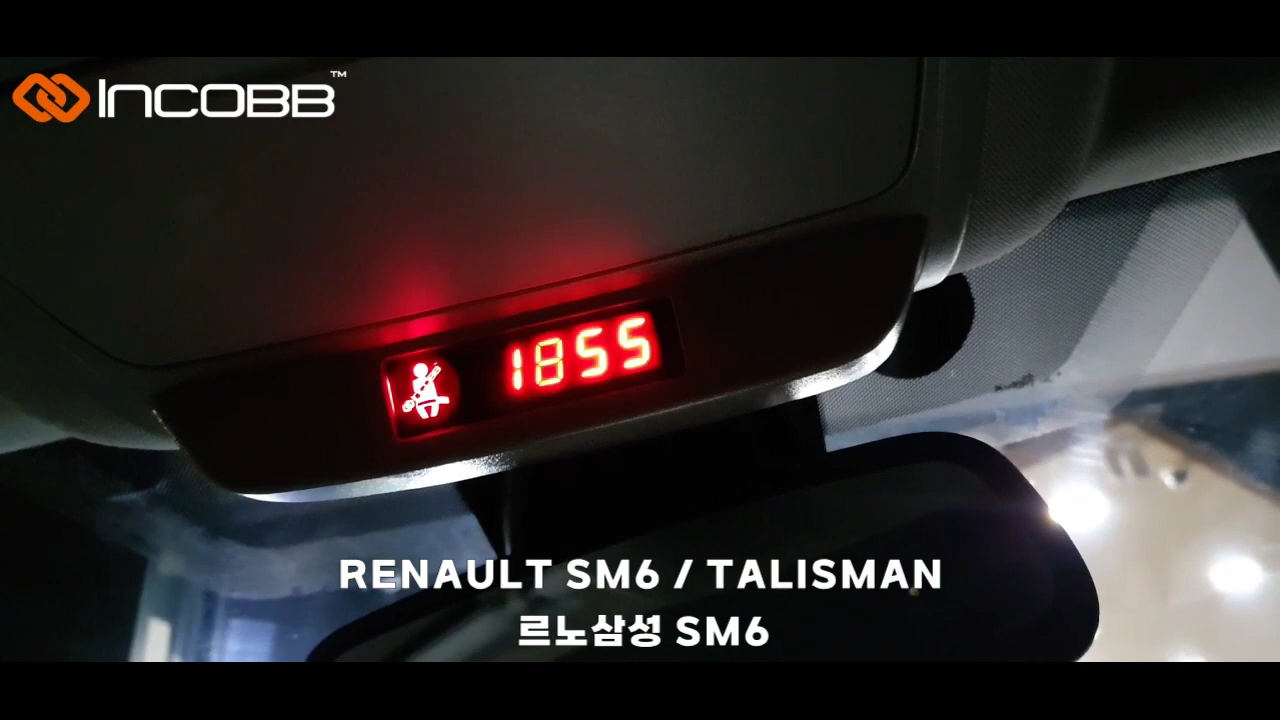 INCOBB™
1855
RENAULT SM6 / TALISMAN
르노삼성 SM6